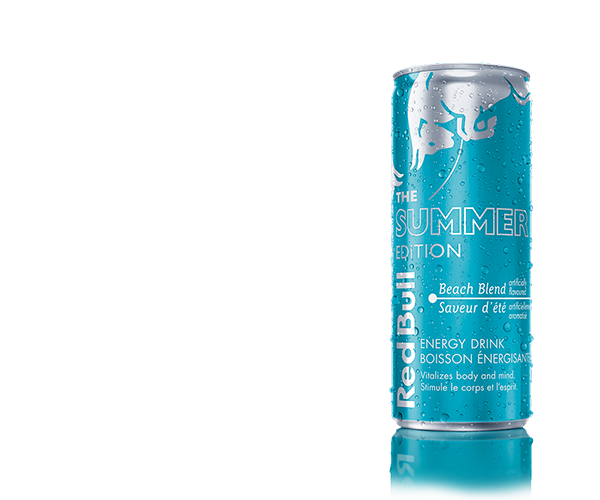 THE
SUMMER
EDITION
Red Bull
Beach Blend artificially flavoured
Saveur d'été artificiellement aromatisé
ENERGY DRINK
BOISSON ÉNERGISANTE
Vitalizes body and mind.
Stimule le corps et l'esprit.